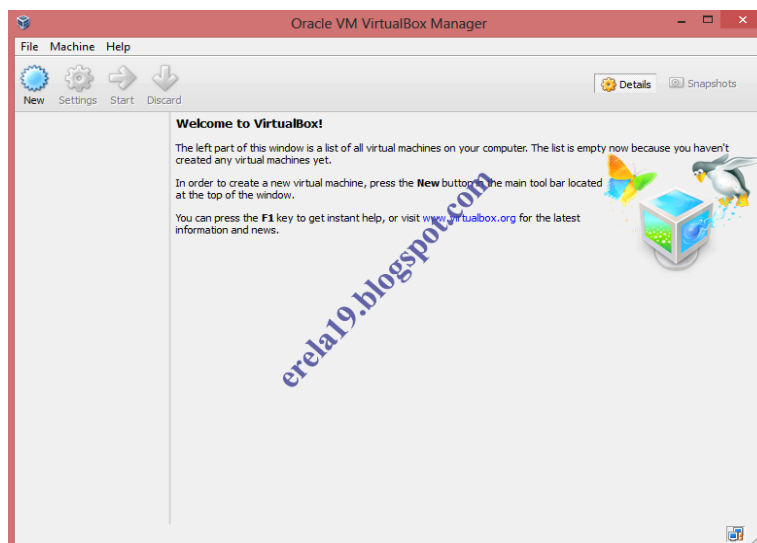 Oracle VM VirtualBox Manager
File Machine Help
New Settings Start Discard
Details Snapshots
Welcome to VirtualBox!
The left part of this window is a list of all virtual machines on your computer. The list is empty now because you haven't
created any virtual machines yet.
In order to create a new virtual machine, press the New button in the main tool bar located
at the top of the window.
You can press the F1 key to get instant help, or visit www.virtualbox.org for the latest
information and news.
erela19.blogspot.com